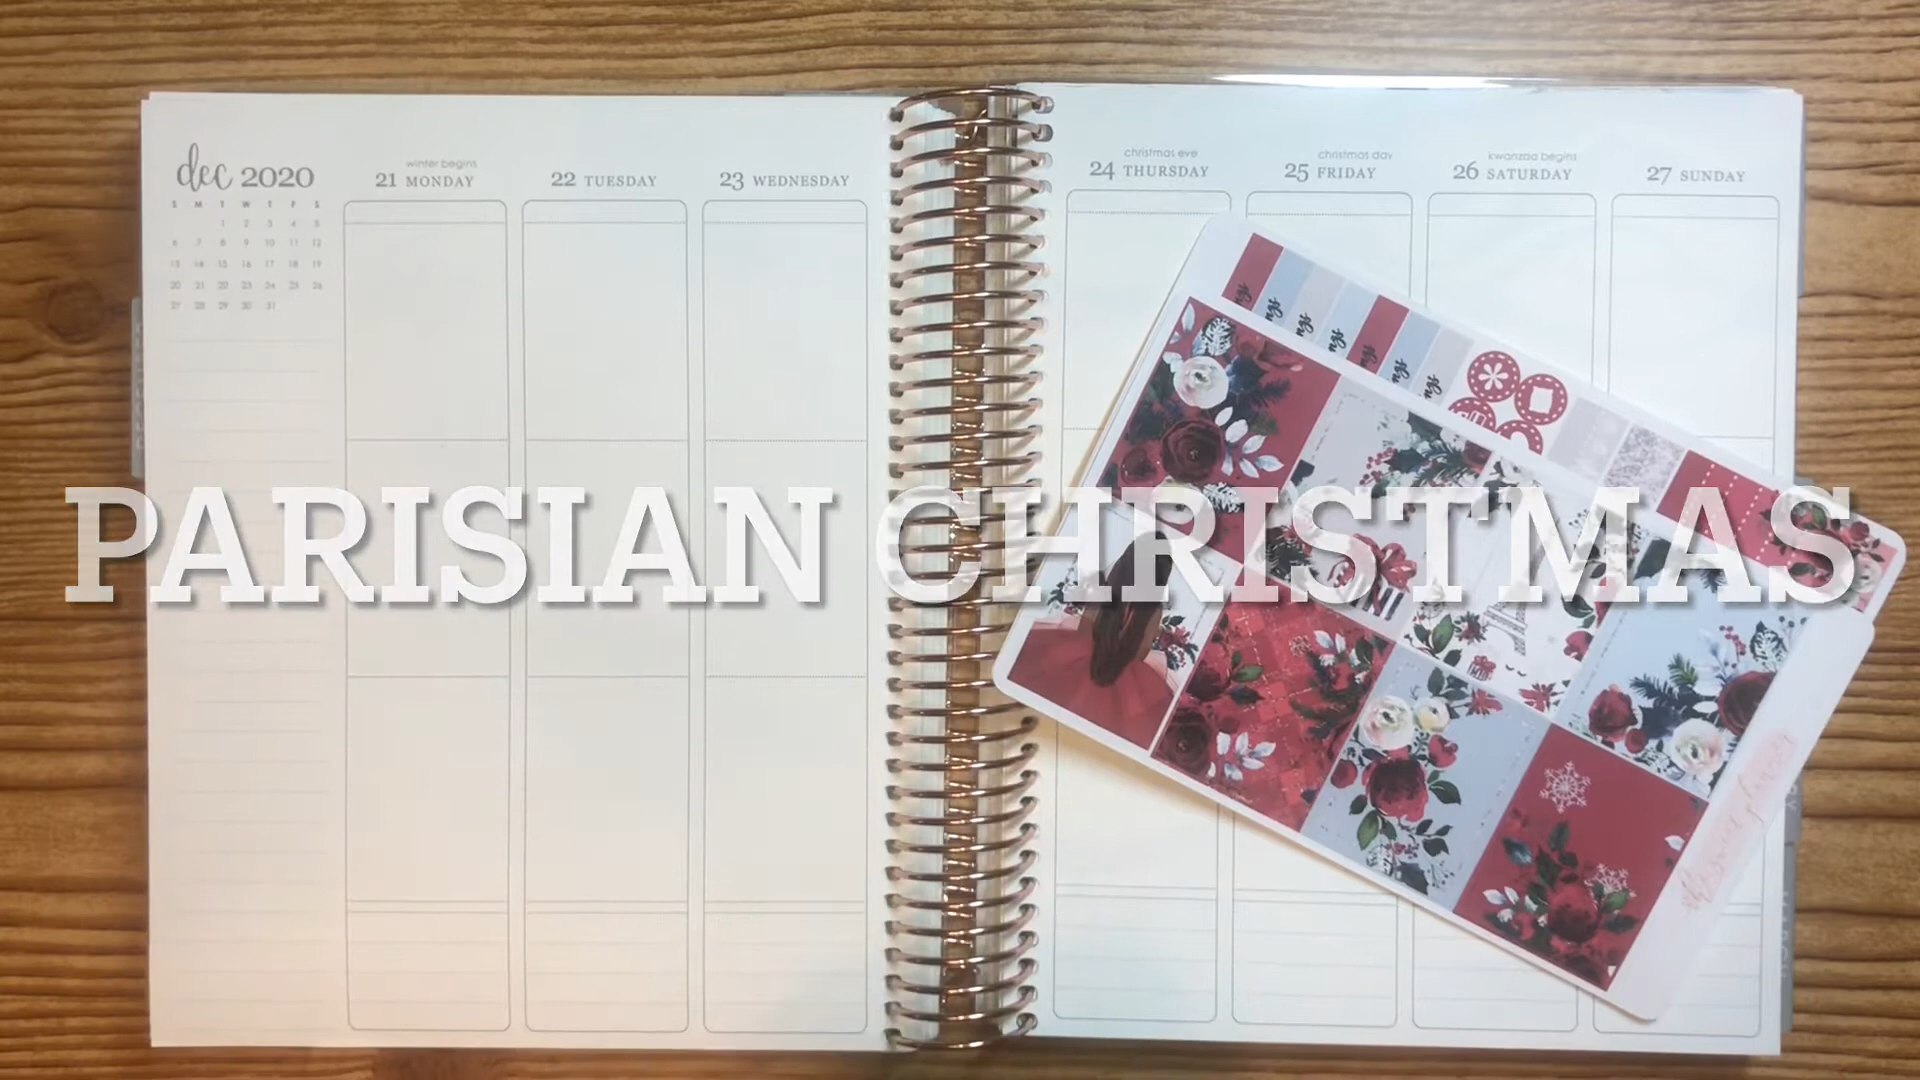 dec 2020
S M T W T F S
1 2 3 4 5
6 7 8 9 10 11 12
13 14 15 16 17 18 19
20 21 22 23 24 25 26
27 28 29 30 31
winter begins
21 MONDAY
22 TUESDAY
23 WEDNESDAY
christmas eve
24 THURSDAY
christmas day
25 FRIDAY
kwanzaa begins
26 SATURDAY
27 SUNDAY
PARISIAN CHRISTMAS